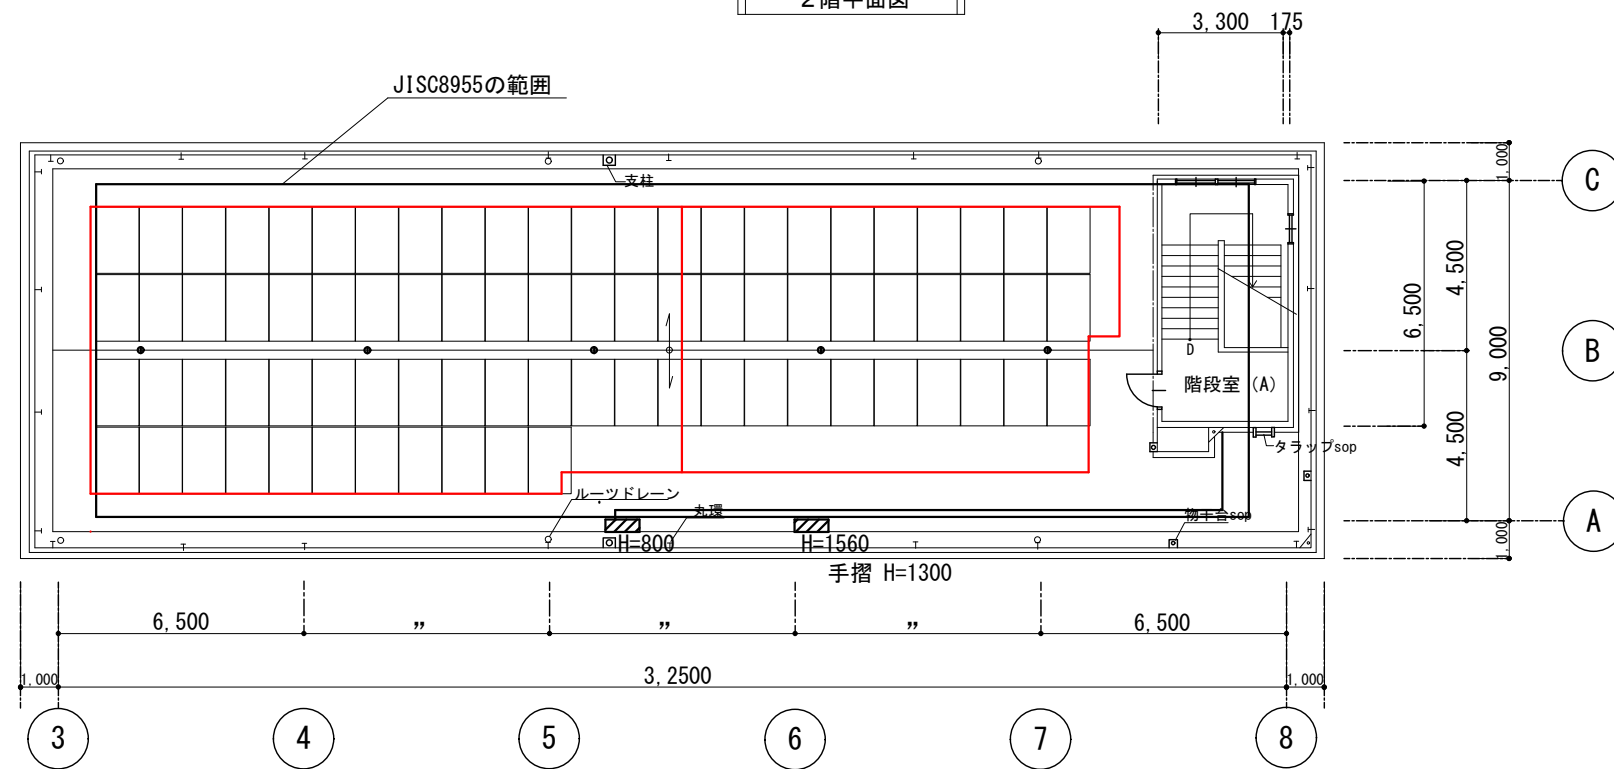 2階平面図
3,300 175
JISC8955の範囲
支柱
1,000
C
4,500
6,500
9,000
B
D
階段室(A)
4,500
タラップsop
ルーツドレーン
丸環
物干台sop
A
1,000
H=800
H=1560
手摺 H=1300
6,500 〃 〃 〃 6,500
1,000 3,2500 1,000
3 4 5 6 7 8